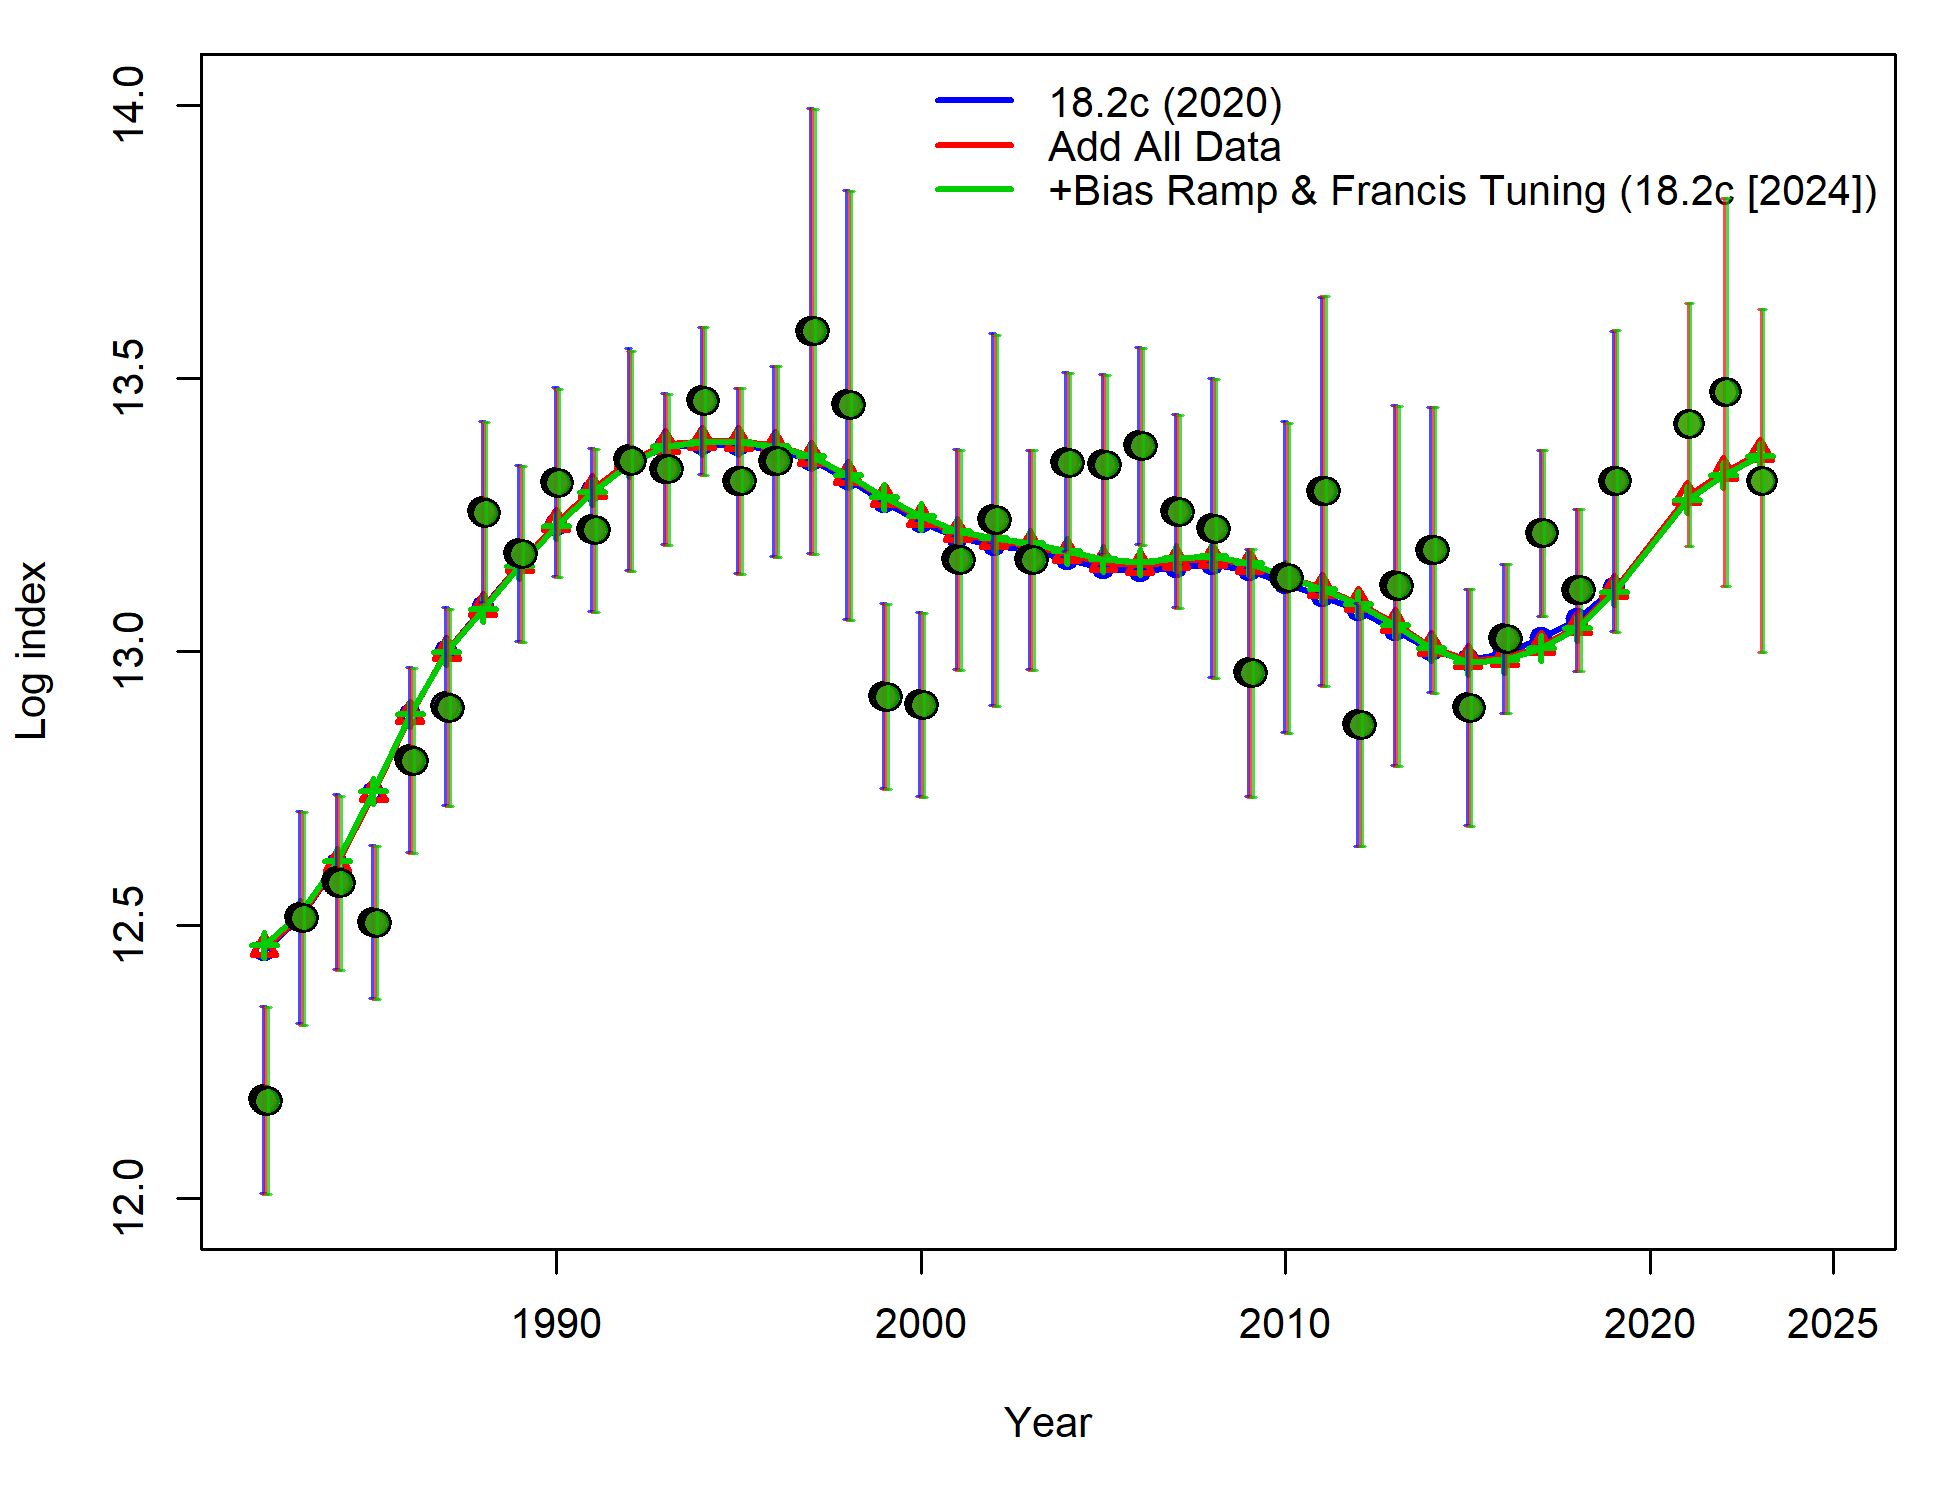 18.2c (2020)
Add All Data
+Bias Ramp & Francis Tuning (18.2c [2024])
14.0
13.5
13.0
12.5
12.0
Log index
1990
2000
2010
2020
2025
Year